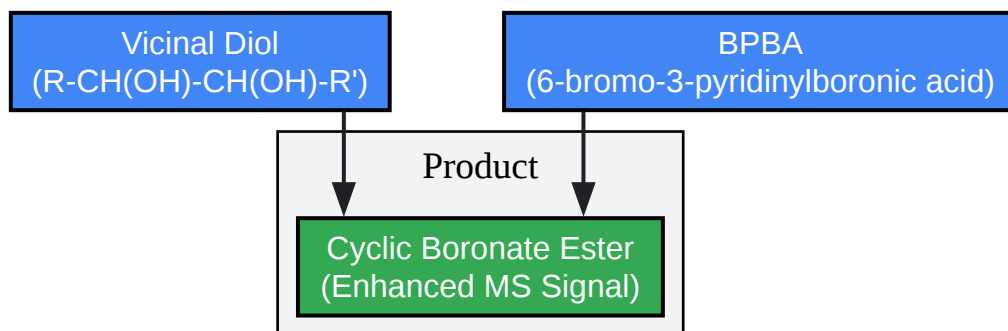 Vicinal Diol
(R-CH(OH)-CH(OH)-R')
BPBA
(6-bromo-3-pyridinylboronic acid)
Product
Cyclic Boronate Ester
(Enhanced MS Signal)